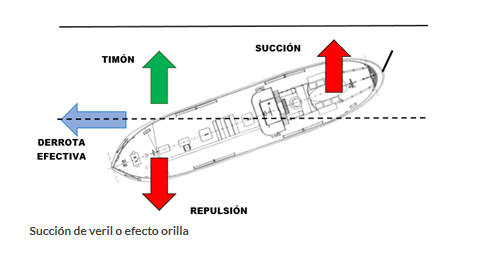 SUCCIÓN
TIMÓN
DERROTA
EFECTIVA
REPULSIÓN
Succión de veril o efecto orilla